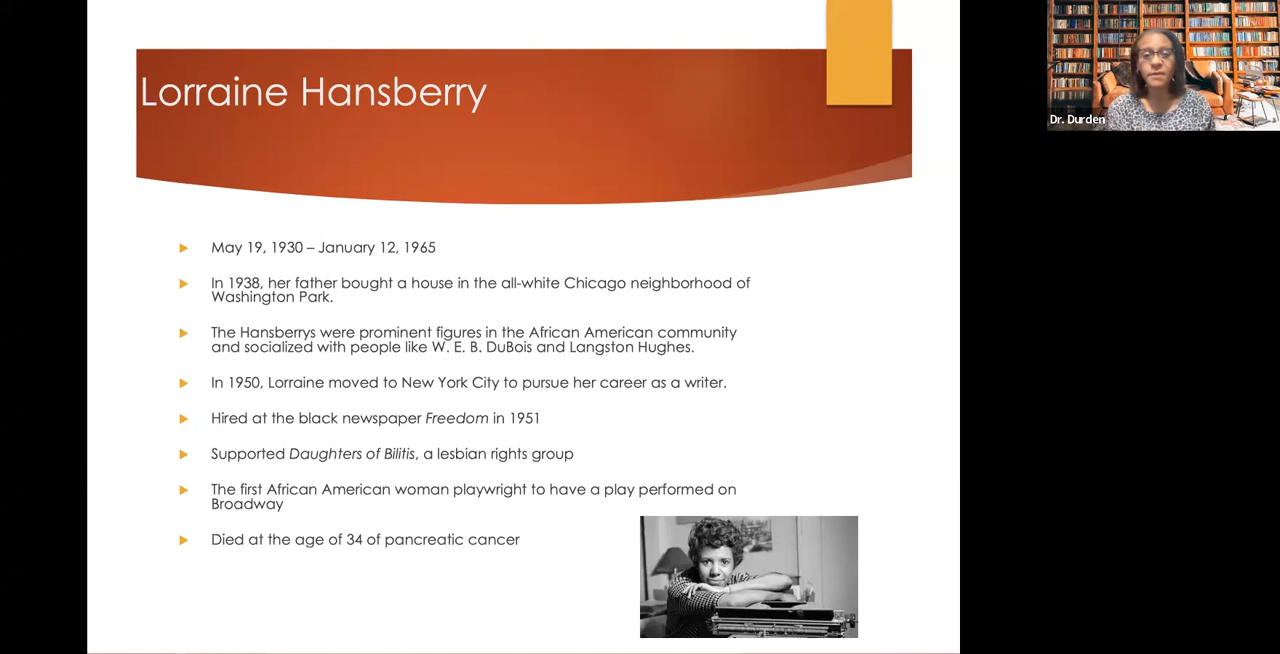 Lorraine Hansberry
Dr. Durden
May 19, 1930 – January 12, 1965
In 1938, her father bought a house in the all-white Chicago neighborhood of
Washington Park.
The Hansberrys were prominent figures in the African American community
and socialized with people like W. E. B. DuBois and Langston Hughes.
In 1950, Lorraine moved to New York City to pursue her career as a writer.
Hired at the black newspaper Freedom in 1951
Supported Daughters of Bilitis, a lesbian rights group
The first African American woman playwright to have a play performed on
Broadway
Died at the age of 34 of pancreatic cancer